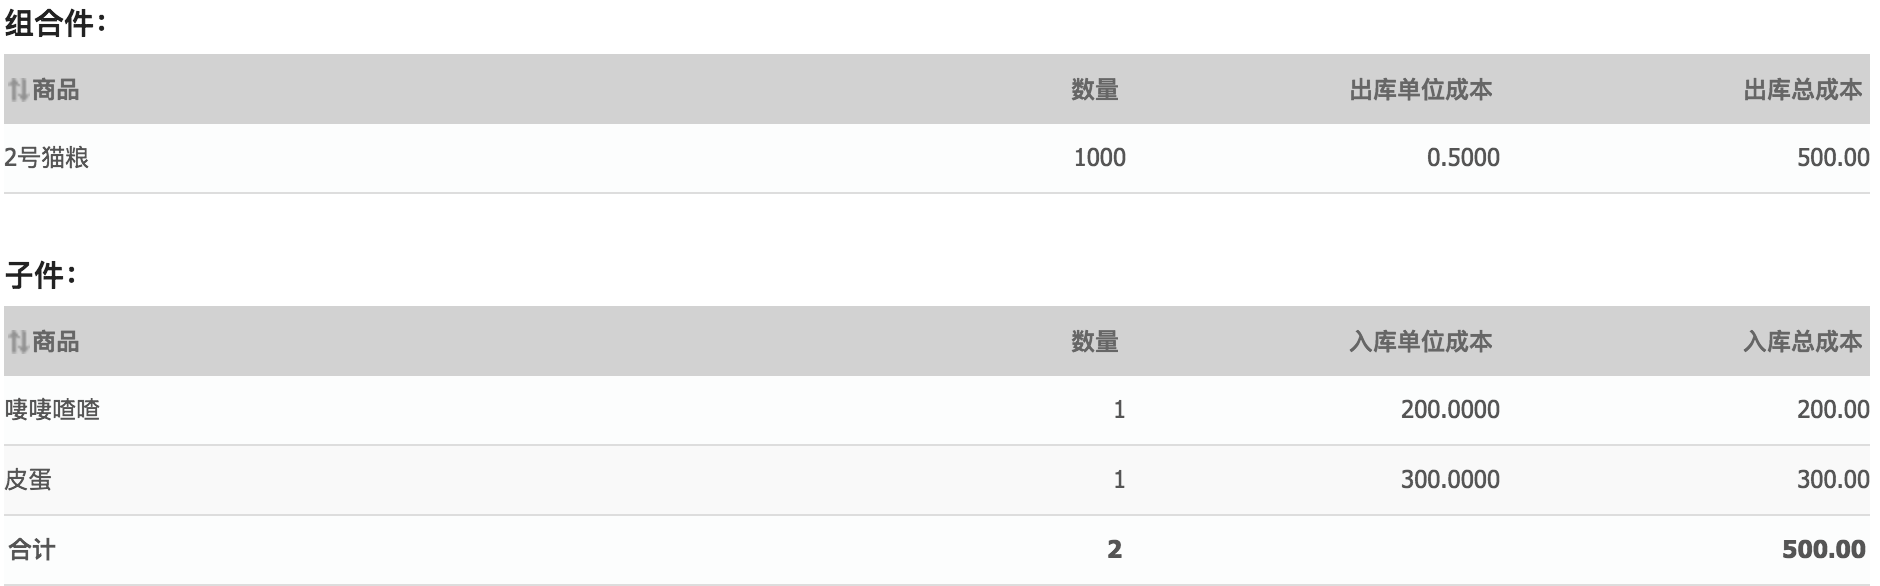 组合件：
商品 数量 出库单位成本 出库总成本
2号猫粮 1000 0.5000 500.00
子件：
商品 数量 入库单位成本 入库总成本
啛啛喳喳 1 200.0000 200.00
皮蛋 1 300.0000 300.00
合计 2 500.00